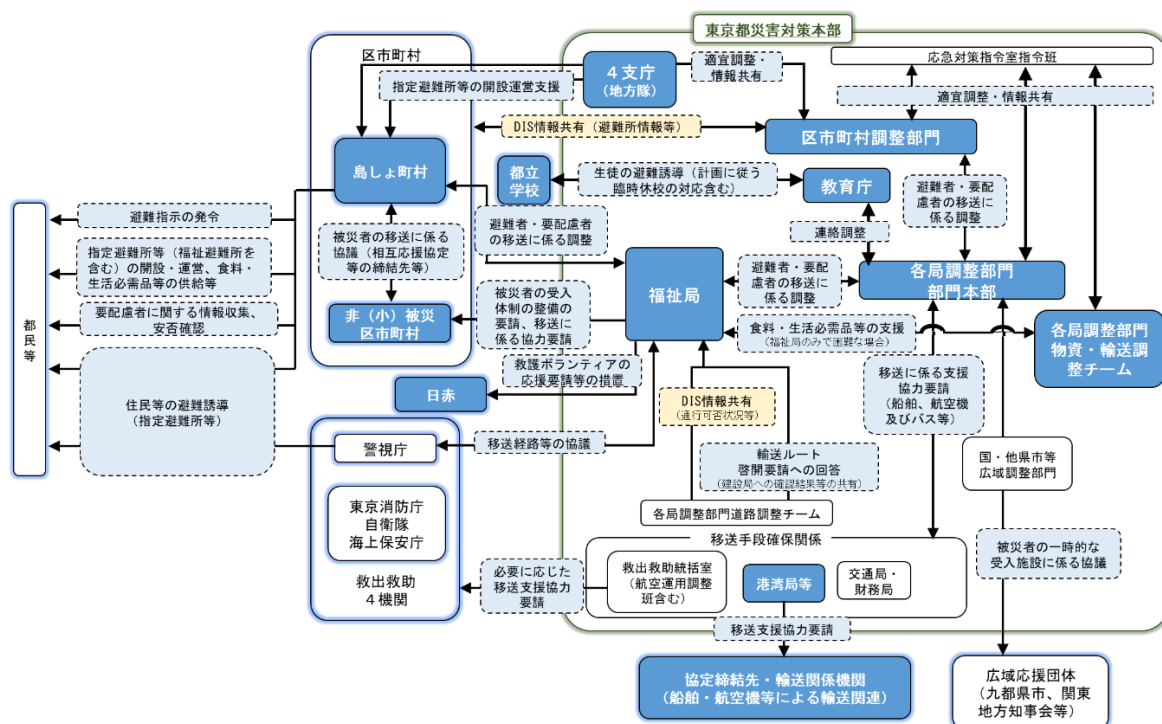 東京都災害対策本部
区市町村
4支庁
(地方隊)
適宜調整・
情報共有
応急対策指令室指令班
指定避難所等の開設運営支援
適宜調整・情報共有
DIS情報共有(避難所情報等)
区市町村調整部門
島しょ町村
都立
学校
生徒の避難誘導(計画に従う
臨時休校の対応含む)
教育庁
避難者・要配
慮者の移送
に係る調整
都民等
避難指示の発令
被災者の移送に係る
協議(相互応援協定
等の締結先等)
避難者・要配慮者
の移送に係る調整
連絡調整
指定避難所等(福祉避難所を
含む)の開設・運営、食料・
生活必需品等の供給等
福祉局
避難者・要配
慮者の移送
に係る調整
各局調整部門
部門本部
要配慮者に関する情報収集、
安否確認
非(小)被災
区市町村
被災者の受入
体制の整備の
要請、移送に
係る協力要請
食料・生活必需品等の支援
(福祉局のみで困難な場合)
各局調整部門
物資・輸送調
整チーム
救護ボランティアの
応援要請等の措置
日赤
住民等の避難誘導
(指定避難所等)
DIS情報共有
(通行可否状況等)
移送に係る支援
協力要請
(船舶、航空機
及びバス等)
警視庁
移送経路等の協議
輸送ルート
啓開要請への回答
(建設局への確認結果等の共有)
国・他県市等
広域調整部門
東京消防庁
自衛隊
海上保安庁
各局調整部門道路調整チーム
移送手段確保関係
救出救助
4機関
必要に応じた
移送支援協力
要請
救出救助統括室
(航空運用調整
班含む)
港湾局等
交通局・
財務局
被災者の一時的な
受入施設に係る協議
移送支援協力要請
協定締結先・輸送関係機関
(船舶・航空機等による輸送関連)
広域応援団体
(九都県市、関東
地方知事会等)